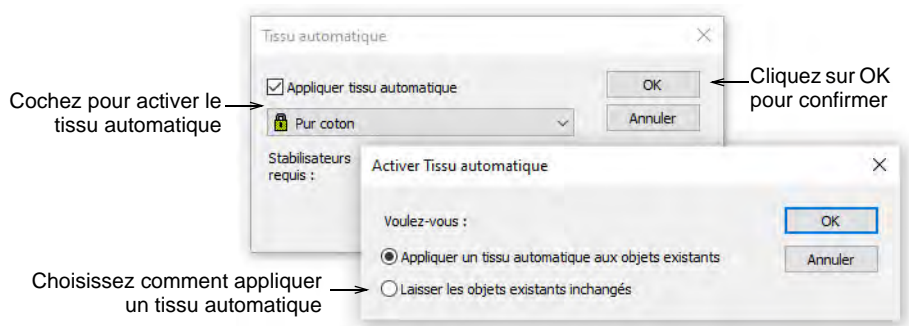 Tissu automatique
Appliquer tissu automatique
OK
Cliquez sur OK
pour confirmer
Cochez pour activer le
tissu automatique
Pur coton
Annuler
Stabilisateurs
requis :
Activer Tissu automatique
Voulez-vous :
OK
Appliquer un tissu automatique aux objets existants
Annuler
Choisissez comment appliquer
un tissu automatique
Laisser les objets existants inchangés